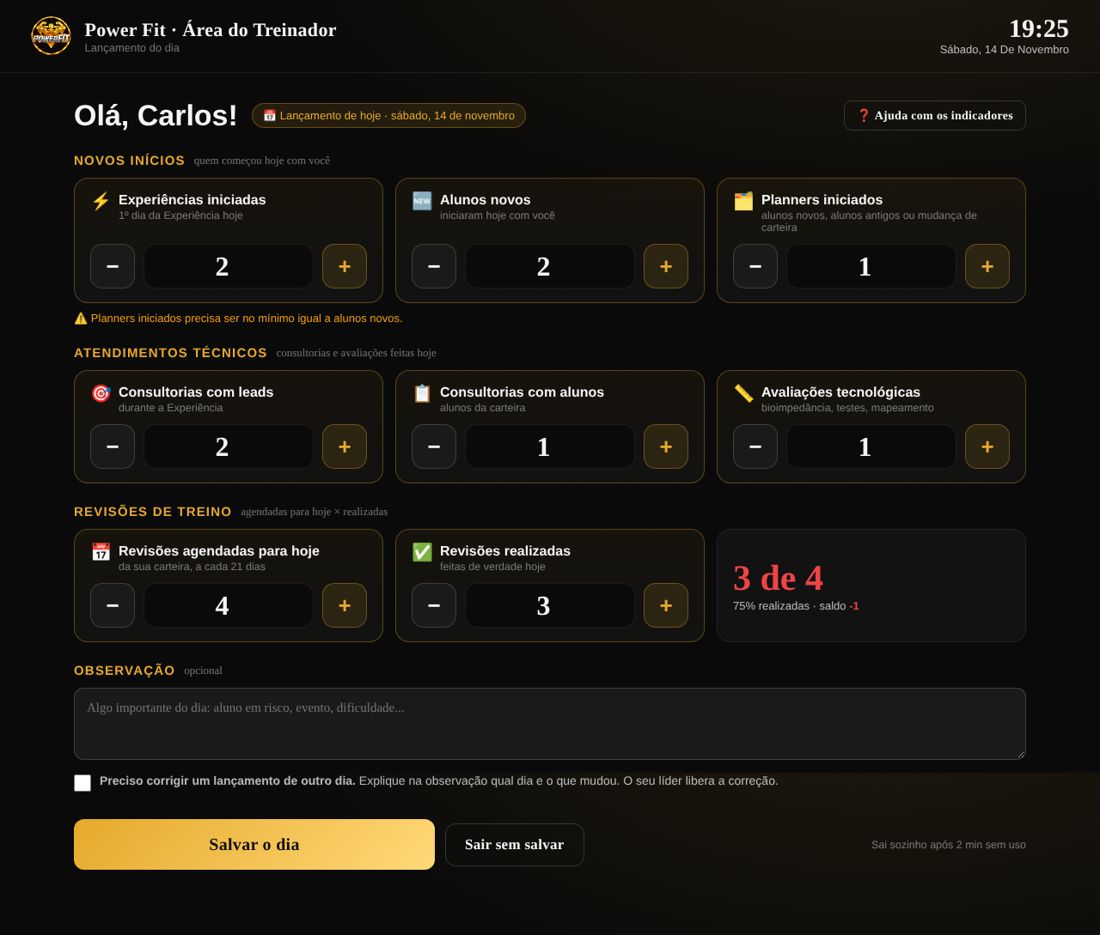 POWERFIT
Power Fit · Área do Treinador
Lançamento do dia
19:25
Sábado, 14 De Novembro
Olá, Carlos!
📅 Lançamento de hoje · sábado, 14 de novembro
❓ Ajuda com os indicadores
NOVOS INÍCIOS quem começou hoje com você
⚡ Experiências iniciadas
1º dia da Experiência hoje
− 2 +
🆕 Alunos novos
iniciaram hoje com você
− 2 +
🗂️ Planners iniciados
alunos novos, alunos antigos ou mudança de
carteira
− 1 +
⚠️ Planners iniciados precisa ser no mínimo igual a alunos novos.
ATENDIMENTOS TÉCNICOS consultorias e avaliações feitas hoje
🎯 Consultorias com leads
durante a Experiência
− 2 +
📋 Consultorias com alunos
alunos da carteira
− 1 +
📏 Avaliações tecnológicas
bioimpedância, testes, mapeamento
− 1 +
REVISÕES DE TREINO agendadas para hoje × realizadas
📅 Revisões agendadas para hoje
da sua carteira, a cada 21 dias
− 4 +
✅ Revisões realizadas
feitas de verdade hoje
− 3 +
3 de 4
75% realizadas · saldo -1
OBSERVAÇÃO opcional
Algo importante do dia: aluno em risco, evento, dificuldade...
Preciso corrigir um lançamento de outro dia. Explique na observação qual dia e o que mudou. O seu líder libera a correção.
Salvar o dia
Sair sem salvar
Sai sozinho após 2 min sem uso